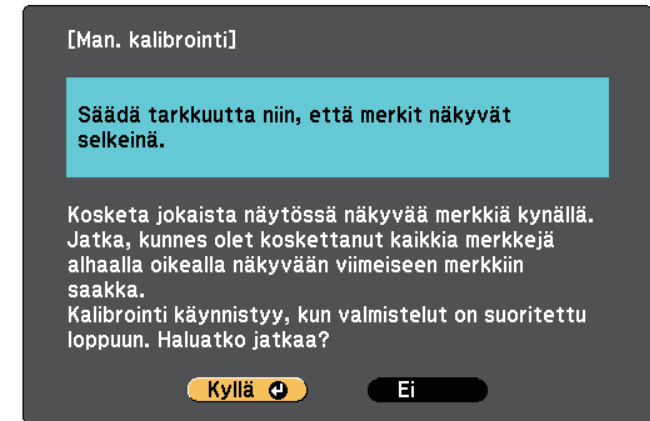 [Man. kalibrointi]
Säädä tarkkuutta niin, että merkit näkyvät
selkeinä.
Kosketa jokaista näytössä näkyvää merkkiä kynällä.
Jatka, kunnes olet koskettanut kaikkia merkkejä
alhaalla oikealla näkyvään viimeiseen merkkiin
saakka.
Kalibrointi käynnistyy, kun valmistelut on suoritettu
loppuun. Haluatko jatkaa?
Kyllä Ei